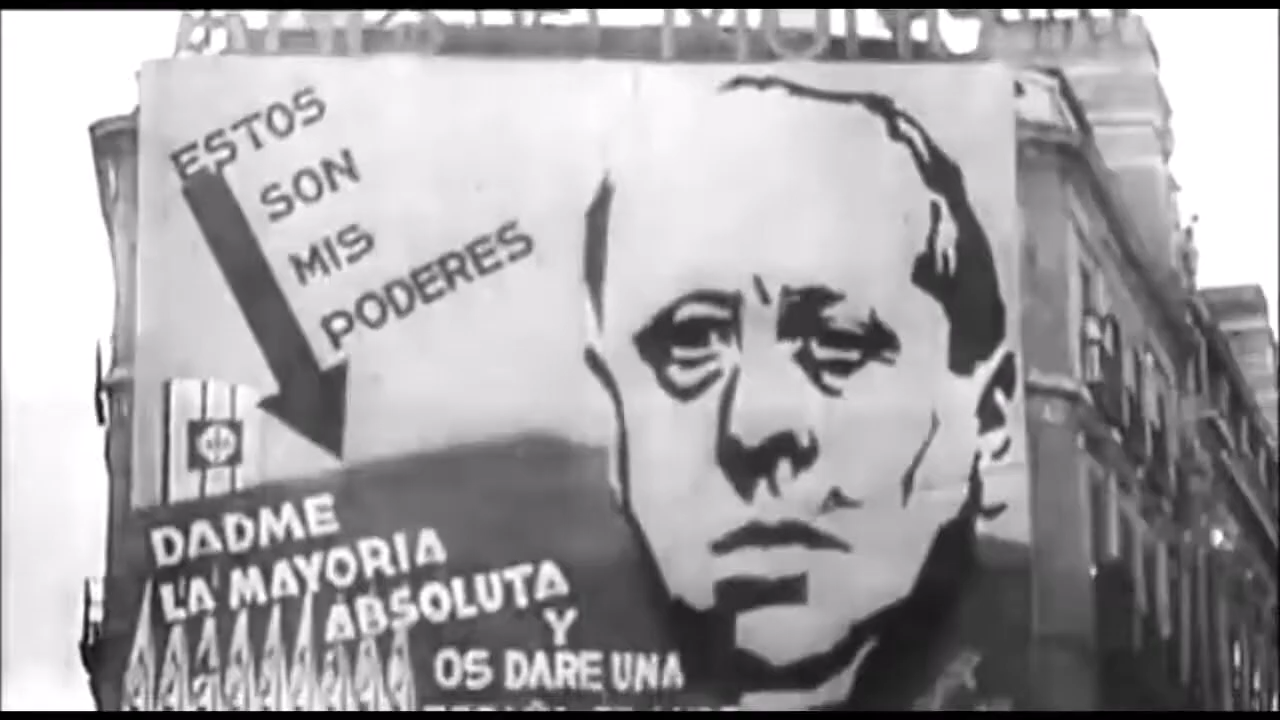 ESTOS
SON
MIS
PODERES
DADME
LA MAYORIA
ABSOLUTA
Y
OS DARE UNA